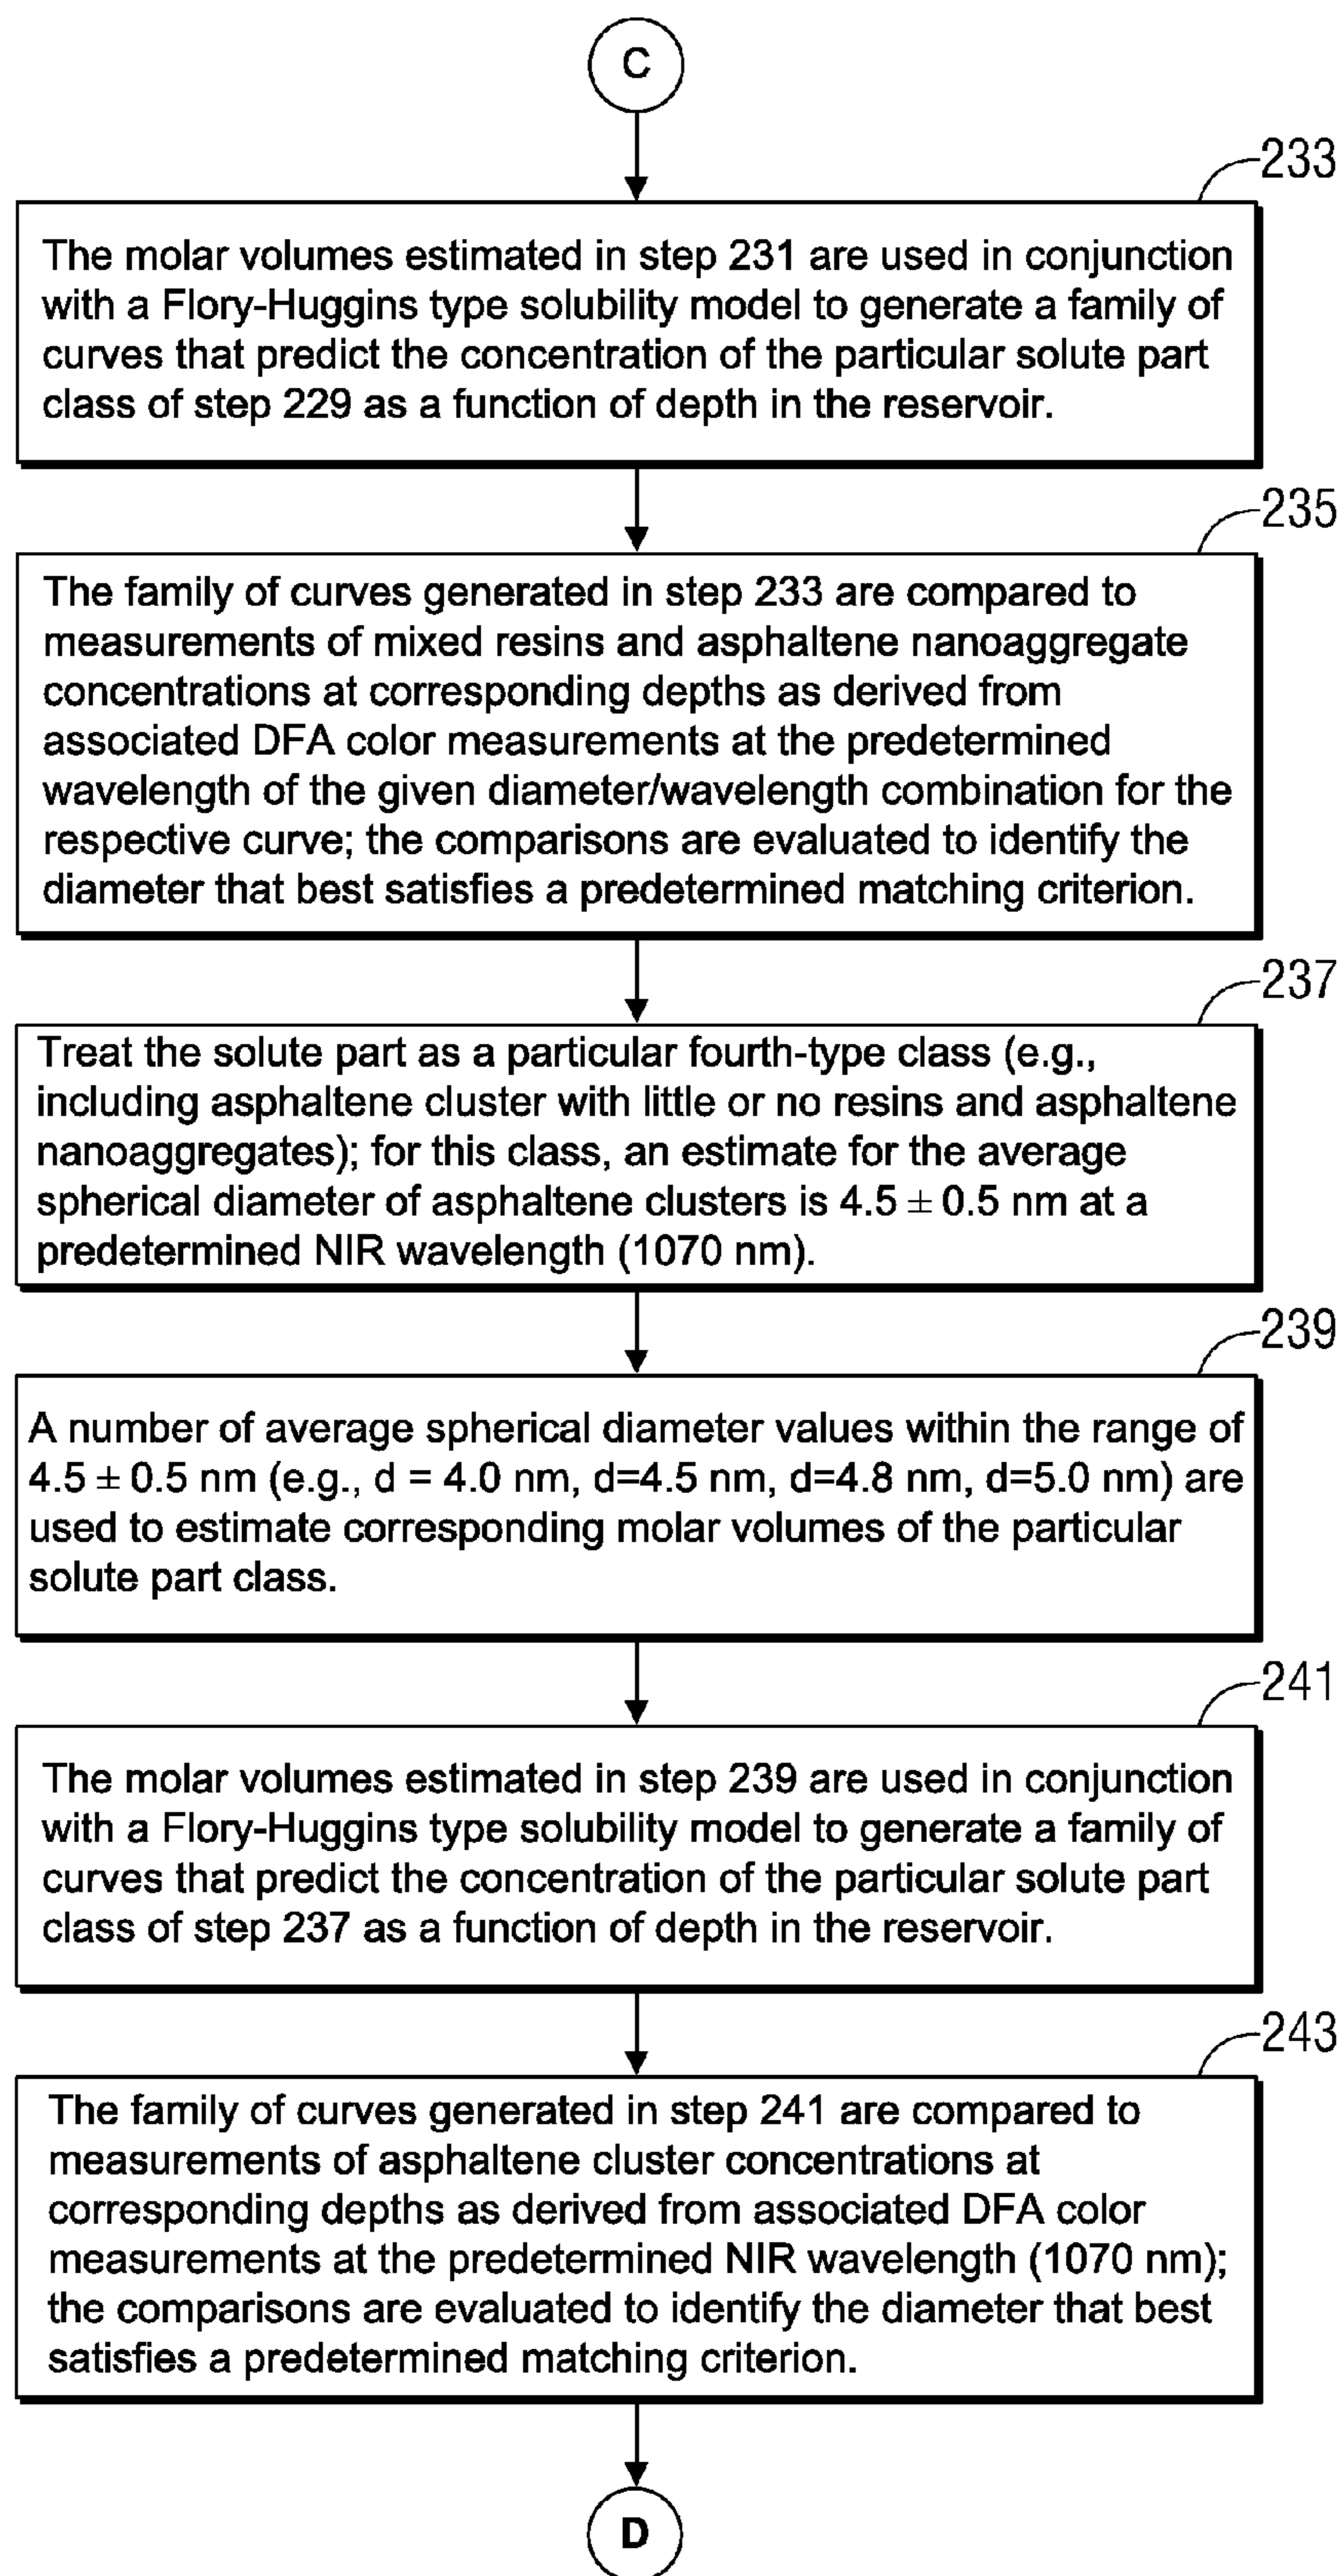 C
233
The molar volumes estimated in step 231 are used in conjunction
with a Flory-Huggins type solubility model to generate a family of
curves that predict the concentration of the particular solute part
class of step 229 as a function of depth in the reservoir.
235
The family of curves generated in step 233 are compared to
measurements of mixed resins and asphaltene nanoaggregate
concentrations at corresponding depths as derived from
associated DFA color measurements at the predetermined
wavelength of the given diameter/wavelength combination for the
respective curve; the comparisons are evaluated to identify the
diameter that best satisfies a predetermined matching criterion.
237
Treat the solute part as a particular fourth-type class (e.g.,
including asphaltene cluster with little or no resins and asphaltene
nanoaggregates); for this class, an estimate for the average
spherical diameter of asphaltene clusters is 4.5 ± 0.5 nm at a
predetermined NIR wavelength (1070 nm).
239
A number of average spherical diameter values within the range of
4.5 ± 0.5 nm (e.g., d = 4.0 nm, d=4.5 nm, d=4.8 nm, d=5.0 nm) are
used to estimate corresponding molar volumes of the particular
solute part class.
241
The molar volumes estimated in step 239 are used in conjunction
with a Flory-Huggins type solubility model to generate a family of
curves that predict the concentration of the particular solute part
class of step 237 as a function of depth in the reservoir.
243
The family of curves generated in step 241 are compared to
measurements of asphaltene cluster concentrations at
corresponding depths as derived from associated DFA color
measurements at the predetermined NIR wavelength (1070 nm);
the comparisons are evaluated to identify the diameter that best
satisfies a predetermined matching criterion.
D